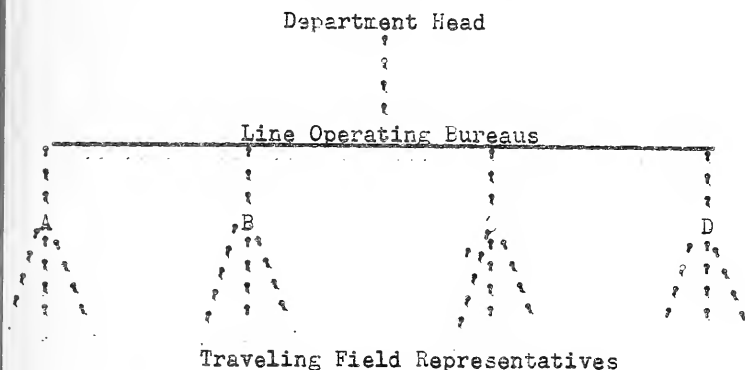 Department Head
Line Operating Bureaus
A B D
Traveling Field Representatives